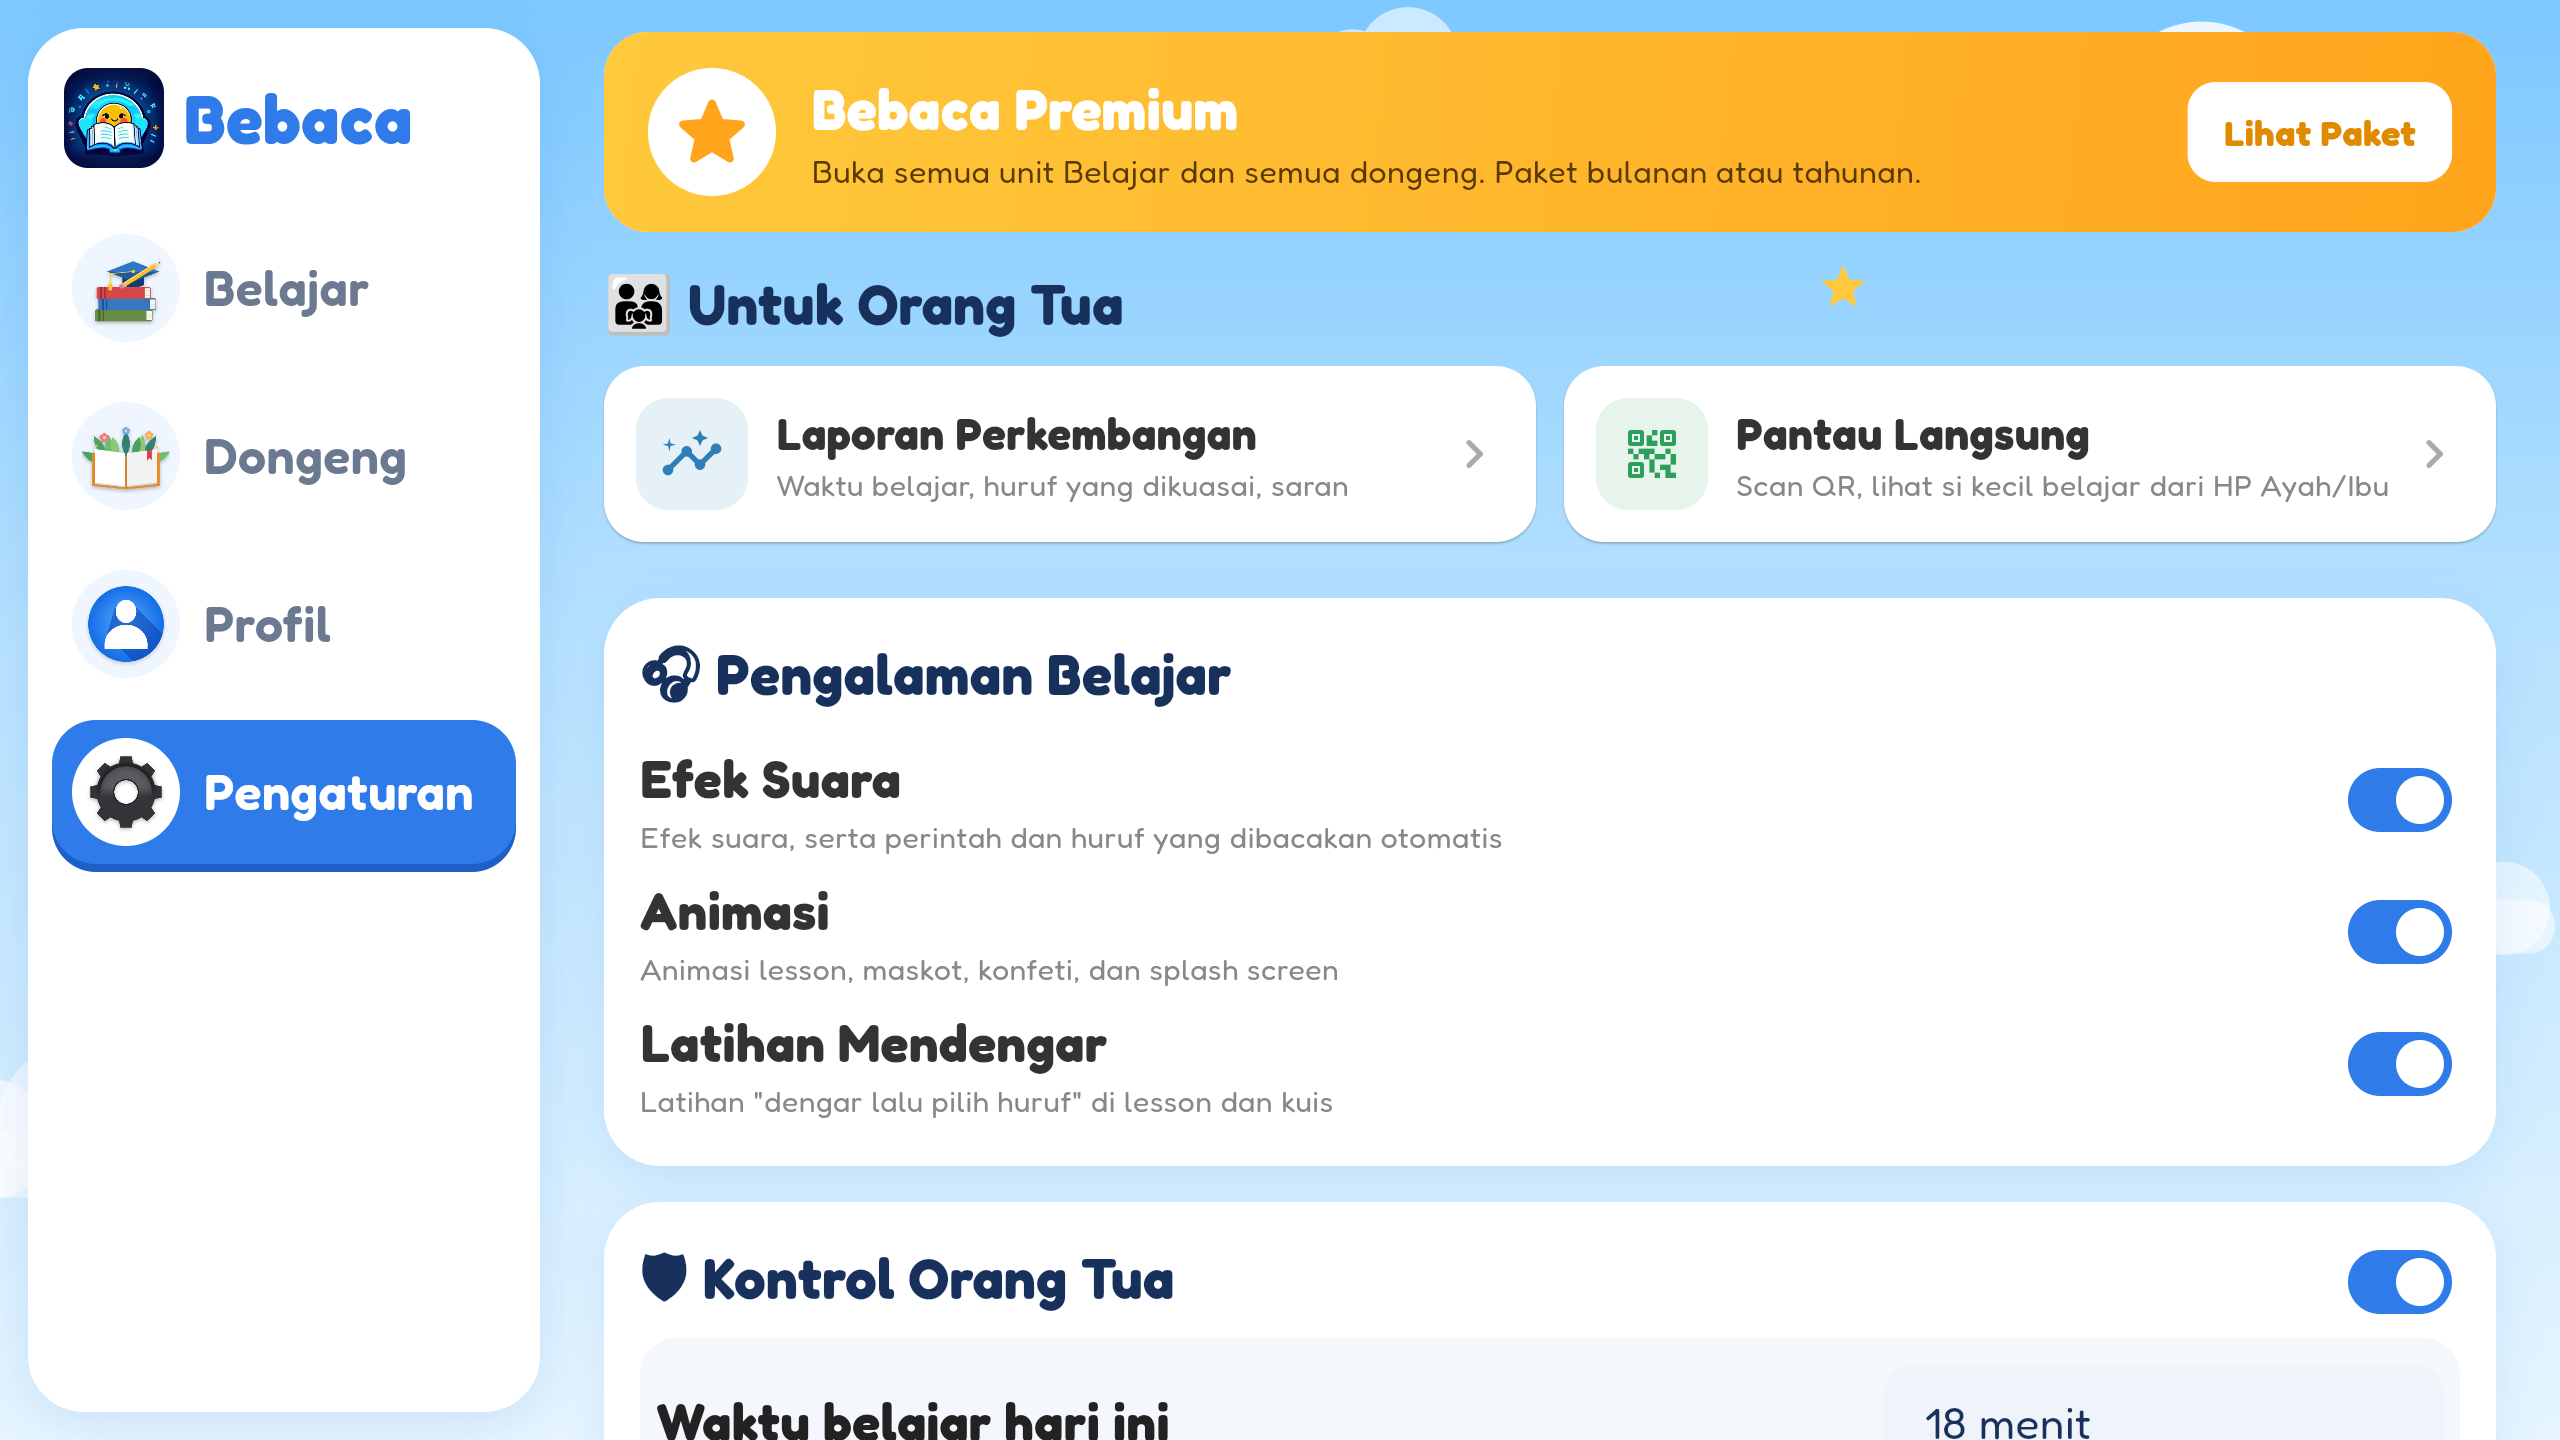 Bebaca
Belajar
Dongeng
Profil
Pengaturan
Bebaca Premium
Buka semua unit Belajar dan semua dongeng. Paket bulanan atau tahunan.
Lihat Paket
Untuk Orang Tua
Laporan Perkembangan
Waktu belajar, huruf yang dikuasai, saran
Pantau Langsung
Scan QR, lihat si kecil belajar dari HP Ayah/Ibu
Pengalaman Belajar
Efek Suara
Efek suara, serta perintah dan huruf yang dibacakan otomatis
Animasi
Animasi lesson, maskot, konfeti, dan splash screen
Latihan Mendengar
Latihan "dengar lalu pilih huruf" di lesson dan kuis
Kontrol Orang Tua
Waktu belajar hari ini
18 menit